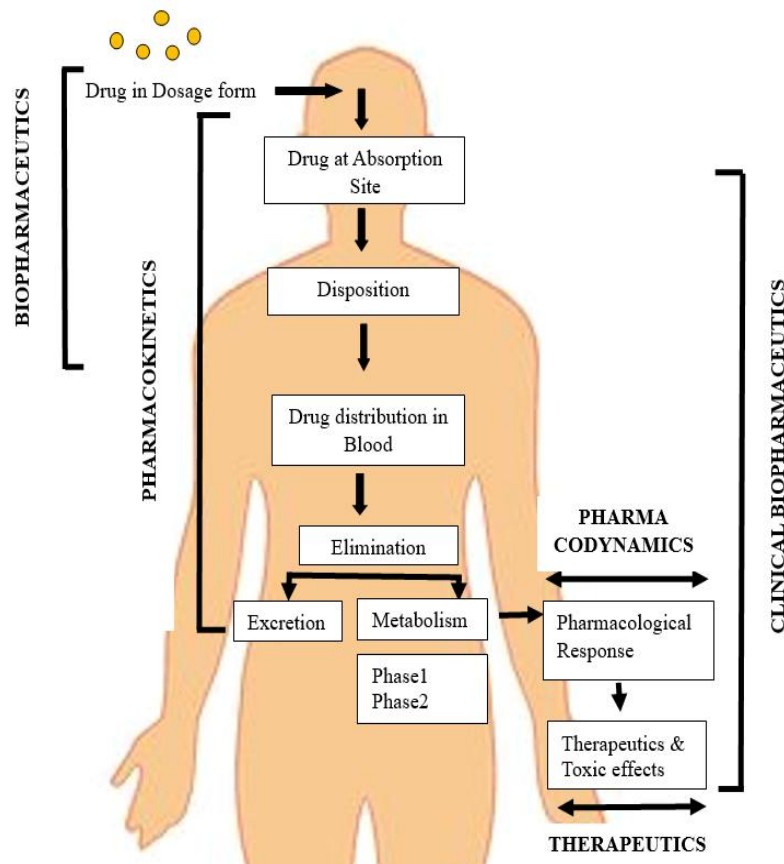 Drug in Dosage form
BIOPHARMACEUTICS
PHARMACOKINETICS
Drug at Absorption
Site
Disposition
Drug distribution in
Blood
Elimination
Excretion
Metabolism
Phase1
Phase2
PHARMA
CODYNAMICS
Pharmacological
Response
Therapeutics &
Toxic effects
THERAPEUTICS
CLINICAL BIOPHARMACEUTICS